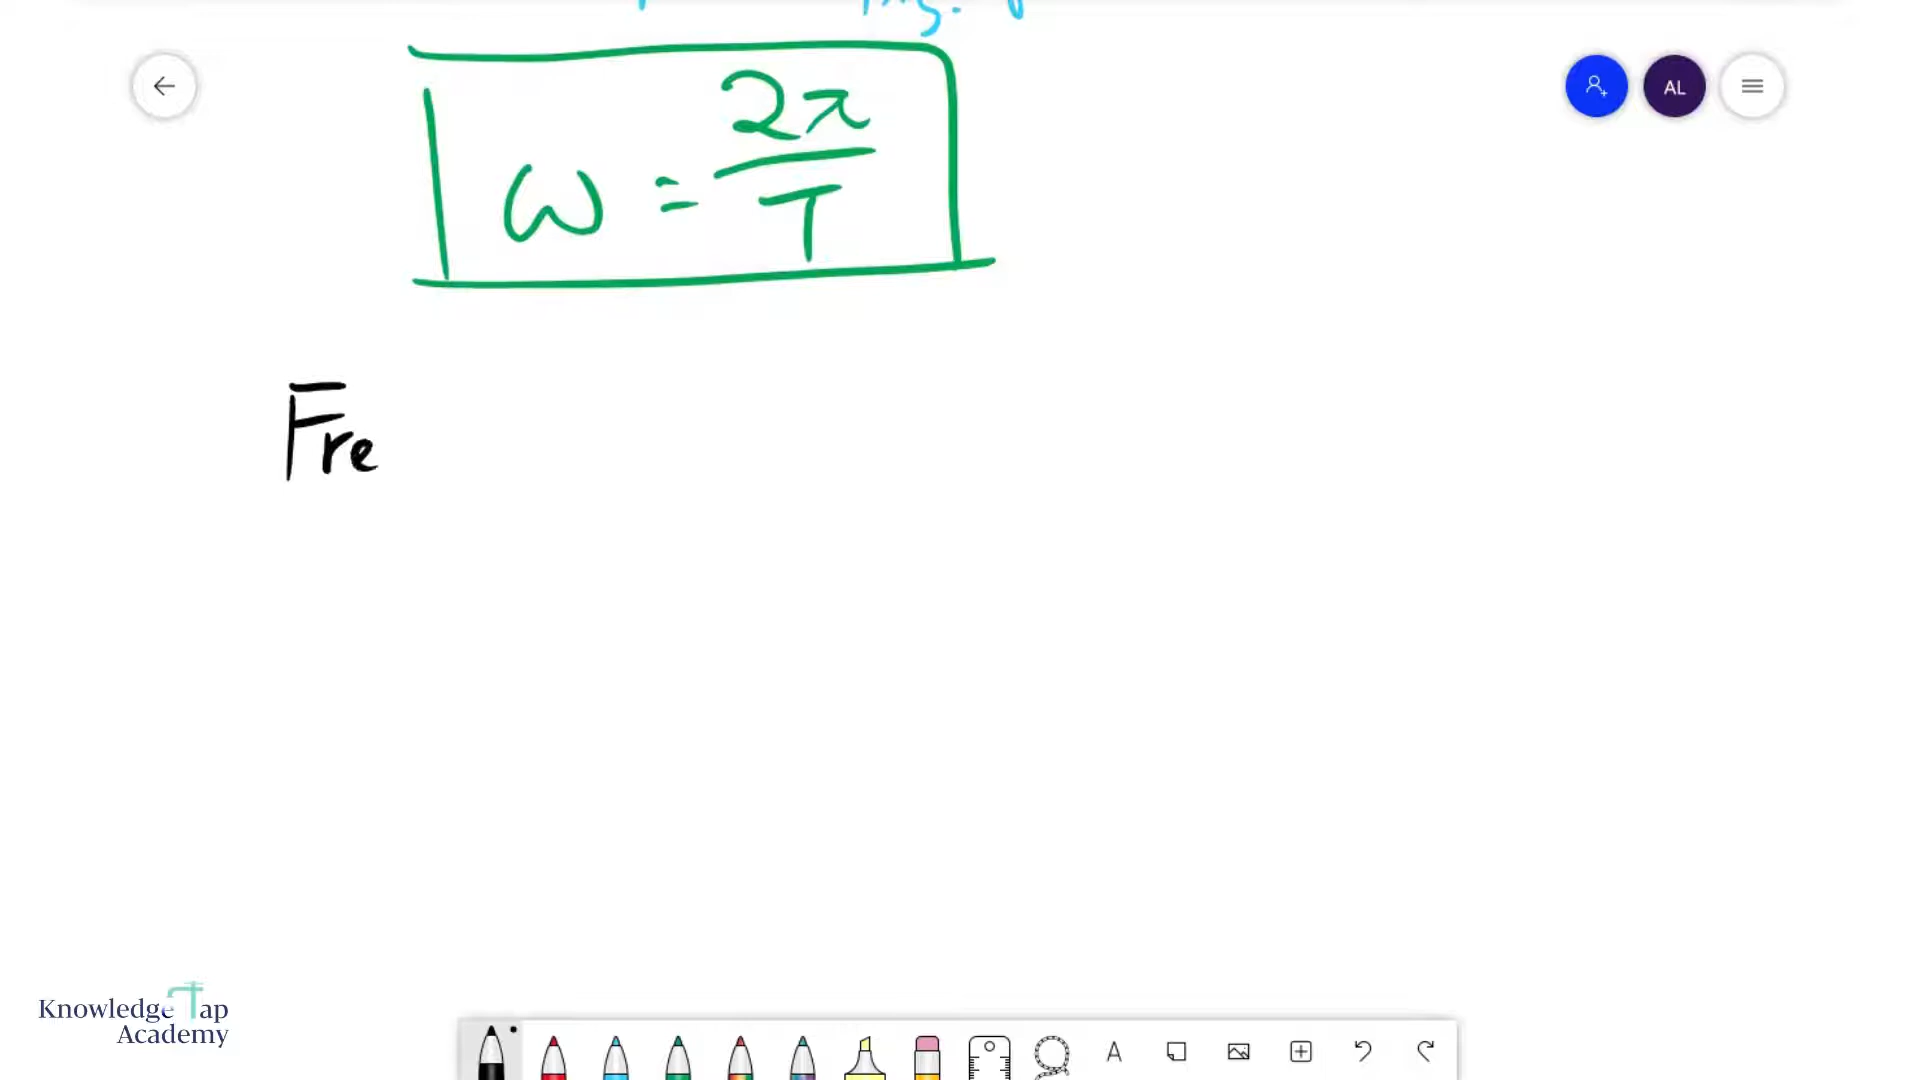 AL
ω = 2π/T
Fre
Knowledge Tap
Academy
A